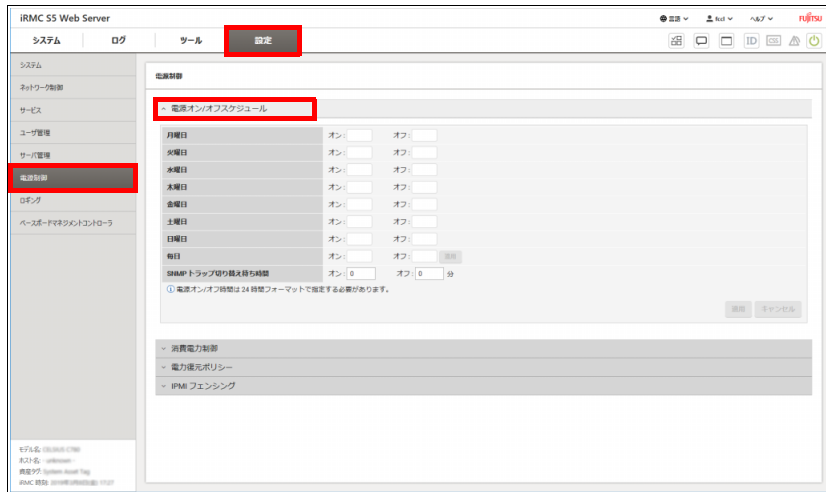 iRMC S5 Web Server
言語
ヘルプ
FUJITSU
システム ログ ツール 設定
ID CSS
システム
ネットワーク制御
サービス
ユーザ管理
サーバ管理
電源制御
ロギング
ベースボードマネジメントコントローラ
電源制御
電源オン/オフスケジュール
月曜日 オン: オフ:
火曜日 オン: オフ:
水曜日 オン: オフ:
木曜日 オン: オフ:
金曜日 オン: オフ:
土曜日 オン: オフ:
日曜日 オン: オフ:
毎日 オン: オフ: 適用
SNMP トラップ切り替え待ち時間 オン: 0 オフ: 0 分
電源オン/オフ時間は 24 時間フォーマットで指定する必要があります。
適用 キャンセル
消費電力制御
電力復元ポリシー
IPMI フェンシング
モデル名:
ホスト名:
資産タグ: System Asset Tag
iRMC 時刻: